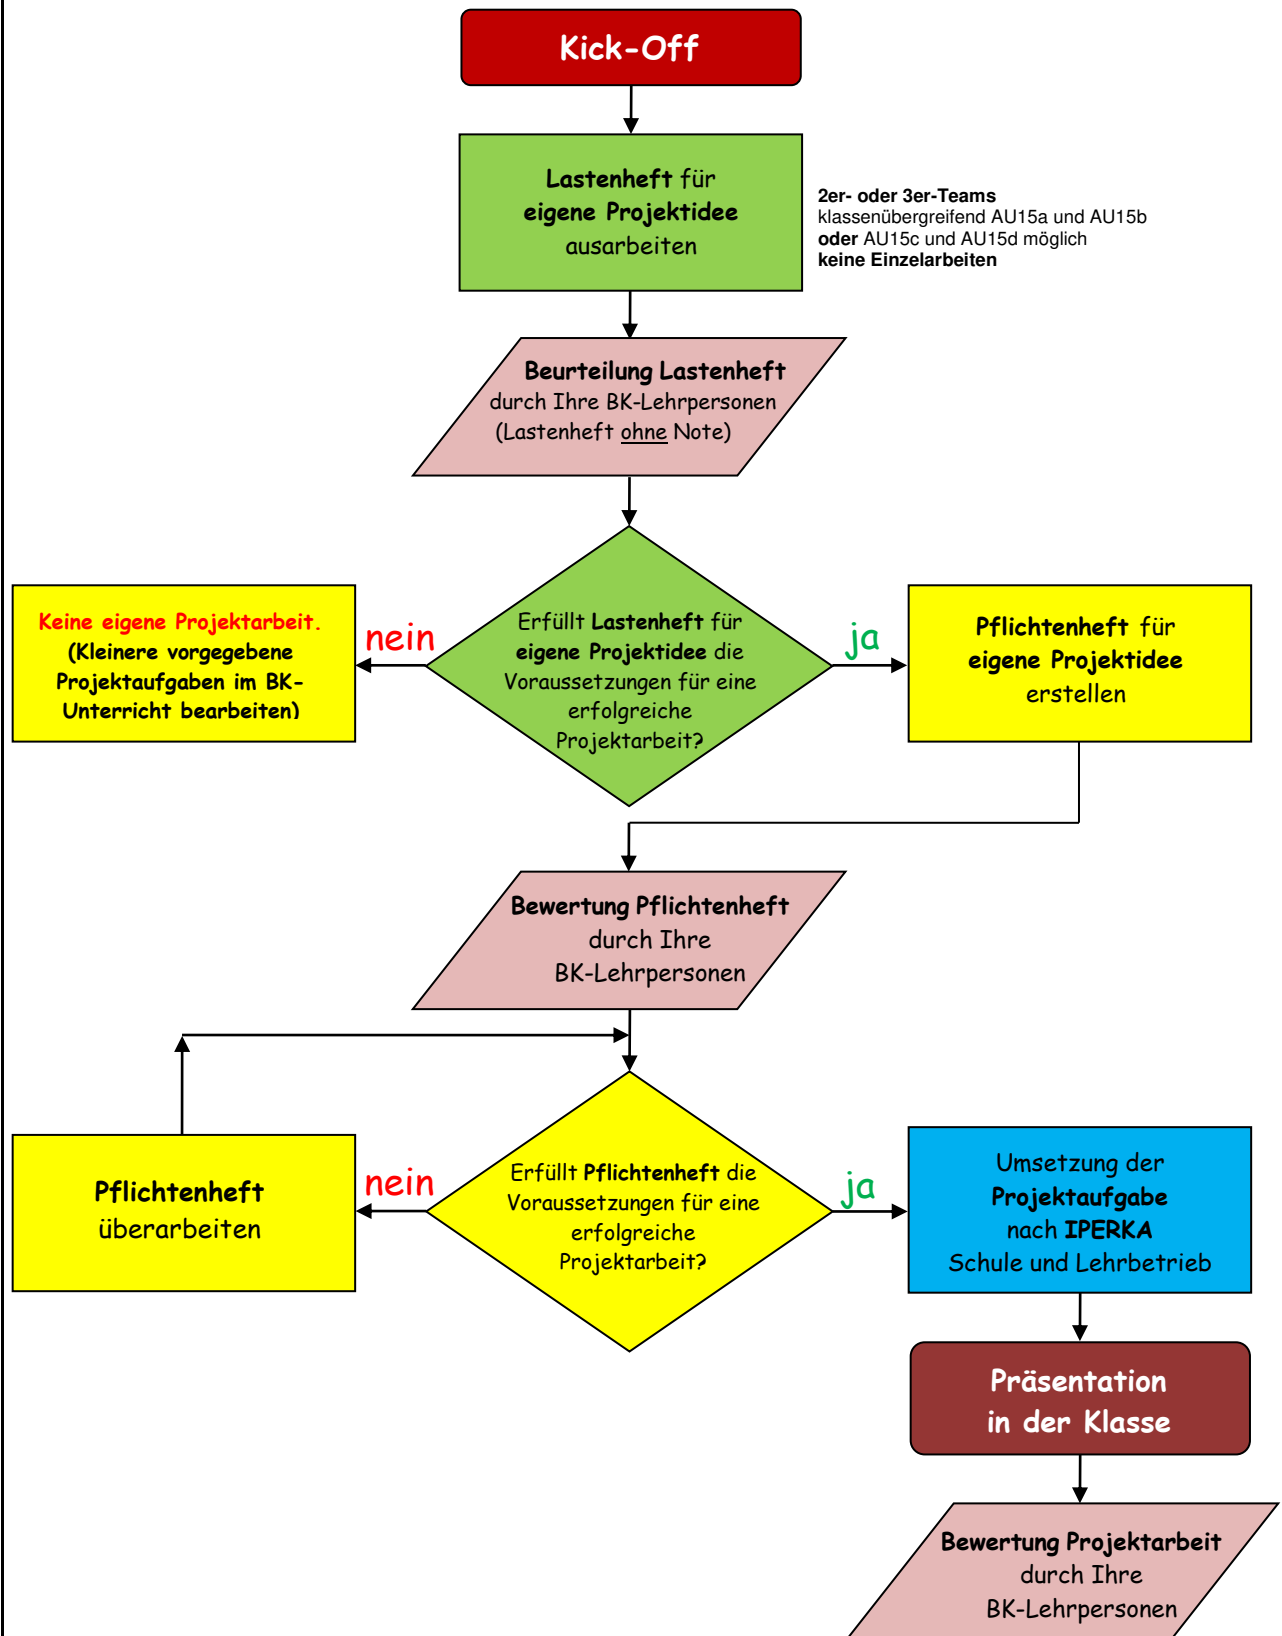 Kick-Off
Lastenheft für
eigene Projektidee
ausarbeiten
2er- oder 3er-Teams
klassenübergreifend AU15a und AU15b
oder AU15c und AU15d möglich
keine Einzelarbeiten
Beurteilung Lastenheft
durch Ihre BK-Lehrpersonen
(Lastenheft ohne Note)
Keine eigene Projektarbeit.
(Kleinere vorgegebene
Projektaufgaben im BK-
Unterricht bearbeiten)
nein
Erfüllt Lastenheft für
eigene Projektidee die
Voraussetzungen für eine
erfolgreiche
Projektarbeit?
ja
Pflichtenheft für
eigene Projektidee
erstellen
Bewertung Pflichtenheft
durch Ihre
BK-Lehrpersonen
Pflichtenheft
überarbeiten
nein
Erfüllt Pflichtenheft die
Voraussetzungen für eine
erfolgreiche
Projektarbeit?
ja
Umsetzung der
Projektaufgabe
nach IPERKA
Schule und Lehrbetrieb
Präsentation
in der Klasse
Bewertung Projektarbeit
durch Ihre
BK-Lehrpersonen